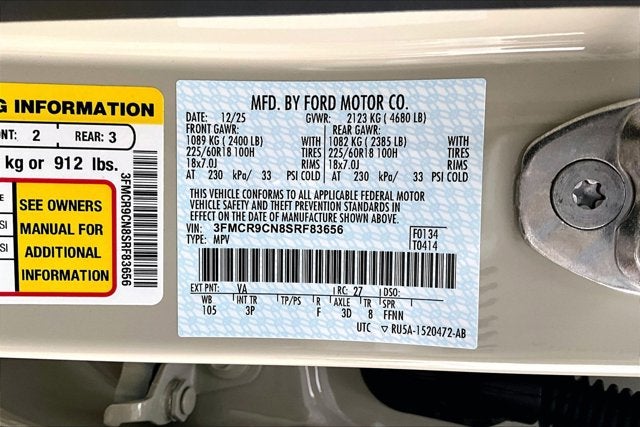 G INFORMATION
NT: 2 REAR: 3
kg or 912 lbs.
SEE OWNERS
MANUAL FOR
ADDITIONAL
INFORMATION
SI
SI
3FMCR9CN8SRF83656
MFD. BY FORD MOTOR CO.
DATE: 12/25 GVWR: 2123 KG ( 4680 LB)
FRONT GAWR: REAR GAWR:
1089 KG ( 2400 LB) WITH 1082 KG ( 2385 LB) WITH
225/60R18 100H TIRES 225/60R18 100H TIRES
18x7.0J RIMS 18x7.0J RIMS
AT 230 kPa/ 33 PSI COLD AT 230 kPa/ 33 PSI COLD
THIS VEHICLE CONFORMS TO ALL APPLICABLE FEDERAL MOTOR
VEHICLE SAFETY AND THEFT PREVENTION STANDARDS IN
EFFECT ON THE DATE OF MANUFACTURE SHOWN ABOVE.
VIN: 3FMCR9CN8SRF83656 F0134
TYPE: MPV T0414
EXT PNT: VA RC: 27 DSO:
WB INT TR TP/PS R AXLE TR SPR
105 3P F 3D 8 FFNN
UTC ▽ RU5A-1520472-AB